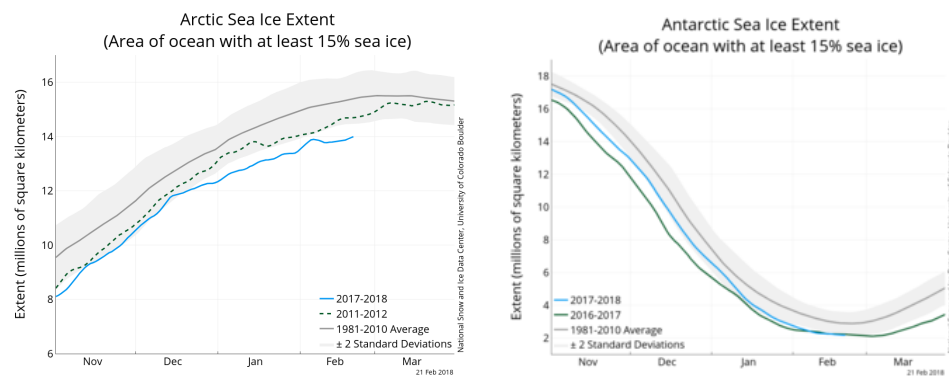 Arctic Sea Ice Extent
(Area of ocean with at least 15% sea ice)
Extent (millions of square kilometers)
16
14
12
10
8
6
Nov Dec Jan Feb Mar
2017-2018
2011-2012
1981-2010 Average
± 2 Standard Deviations
National Snow and Ice Data Center, University of Colorado Boulder
21 Feb 2018
Antarctic Sea Ice Extent
(Area of ocean with at least 15% sea ice)
Extent (millions of square kilometers)
18
16
14
12
10
8
6
4
2
Nov Dec Jan Feb Mar
2017-2018
2016-2017
1981-2010 Average
± 2 Standard Deviations
21 Feb 2018